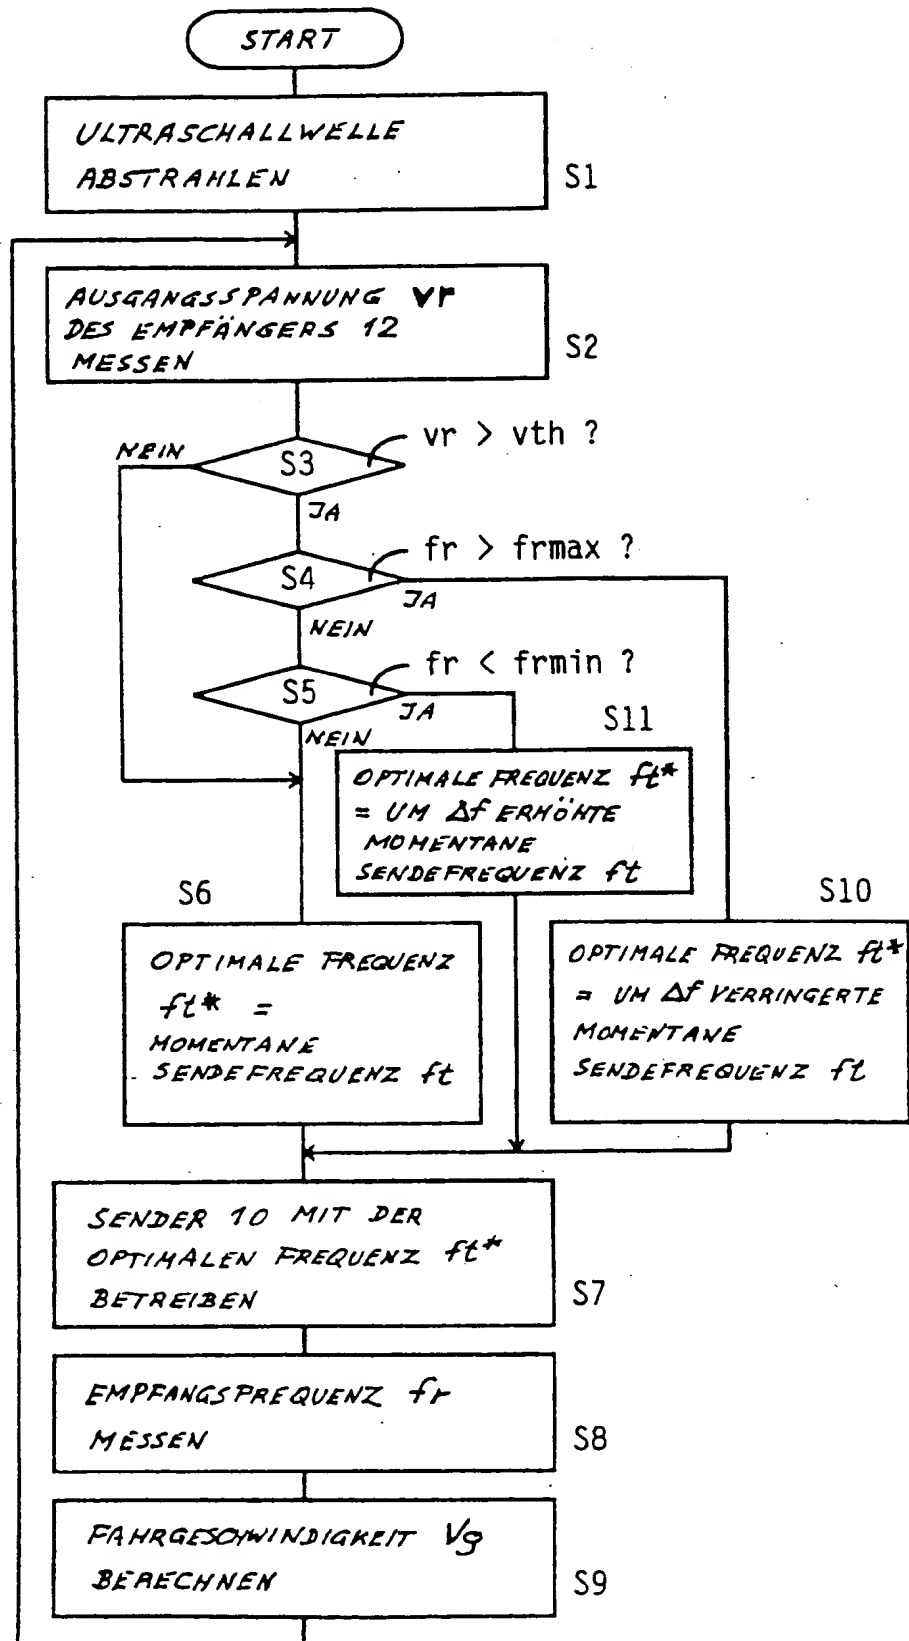 START
ULTRASCHALLWELLE
ABSTRAHLEN
S1
AUSGANGSSPANNUNG vr
DES EMPFÄNGERS 12
MESSEN
S2
vr > vth ?
NEIN
S3
JA
fr > frmax ?
S4
JA
NEIN
fr < frmin ?
S5
JA
NEIN
S11
OPTIMALE FREQUENZ ft*
= UM Δf ERHÖHTE
MOMENTANE
SENDEFREQUENZ ft
S6
OPTIMALE FREQUENZ
ft* =
MOMENTANE
SENDEFREQUENZ ft
S10
OPTIMALE FREQUENZ ft*
= UM Δf VERRINGERTE
MOMENTANE
SENDEFREQUENZ ft
SENDER 10 MIT DER
OPTIMALEN FREQUENZ ft*
BETREIBEN
S7
EMPFANGSFREQUENZ fr
MESSEN
S8
FAHRGESCHWINDIGKEIT Vg
BERECHNEN
S9